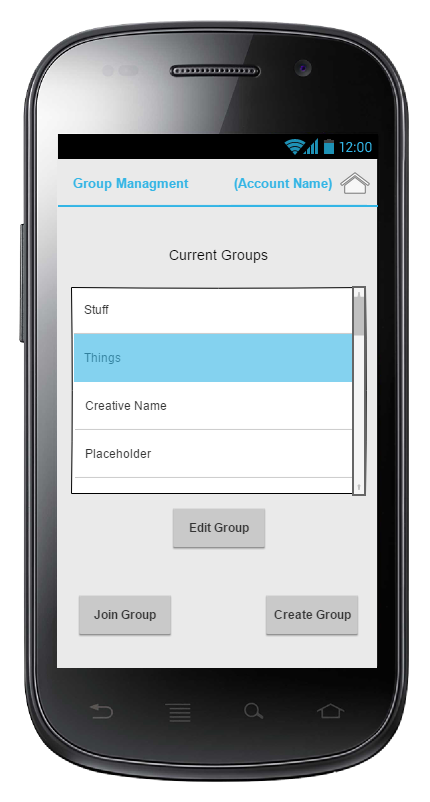 12:00
Group Managment (Account Name)
Current Groups
Stuff
Things
Creative Name
Placeholder
Edit Group
Join Group Create Group